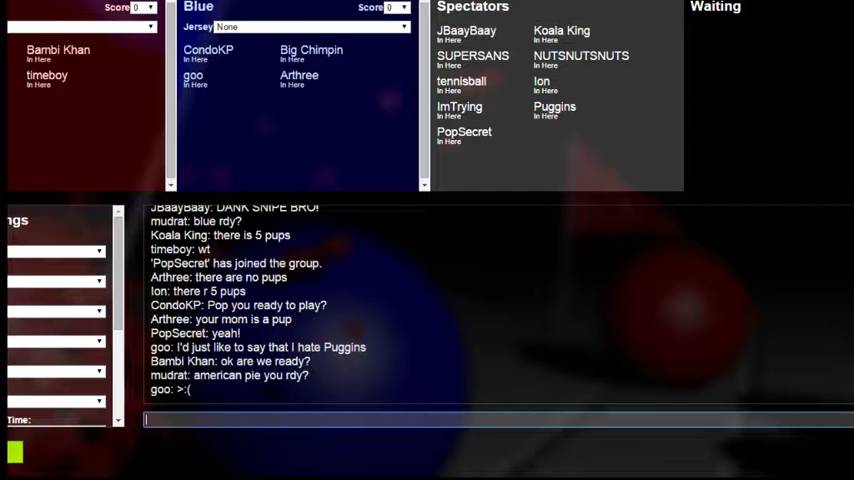 Score 0
Bambi Khan
In Here
timeboy
In Here
Blue
Score 0
Jersey None
CondoKP
In Here
Big Chimpin
In Here
goo
In Here
Arthree
In Here
Spectators
JBaayBaay
In Here
Koala King
In Here
SUPERSANS
In Here
NUTSNUTSNUTS
In Here
tennisball
In Here
Ion
In Here
ImTrying
In Here
Puggins
In Here
PopSecret
In Here
Waiting
ngs
Time:
JBaayBaay: DANK SNIPE BRO!
mudrat: blue rdy?
Koala King: there is 5 pups
timeboy: wt
'PopSecret' has joined the group.
Arthree: there are no pups
Ion: there r 5 pups
CondoKP: Pop you ready to play?
Arthree: your mom is a pup
PopSecret: yeah!
goo: I'd just like to say that I hate Puggins
Bambi Khan: ok are we ready?
mudrat: american pie you rdy?
goo: >:(